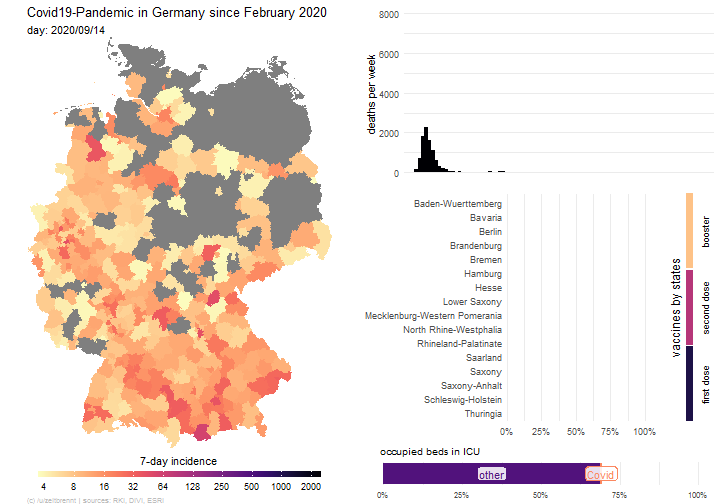 Covid19-Pandemic in Germany since February 2020
day: 2020/09/14
7-day incidence
4 8 16 32 64 128 250 500 1000 2000
(c) /u/zeitbrennt | sources: RKI, DIVI, ESRI
8000
6000
4000
2000
0
deaths per week
Baden-Wuerttemberg
Bavaria
Berlin
Brandenburg
Bremen
Hamburg
Hesse
Lower Saxony
Mecklenburg-Western Pomerania
North Rhine-Westphalia
Rhineland-Palatinate
Saarland
Saxony
Saxony-Anhalt
Schleswig-Holstein
Thuringia
0% 25% 50% 75% 100%
vaccines by states
booster
second dose
first dose
occupied beds in ICU
other Covid
0% 25% 50% 75% 100%